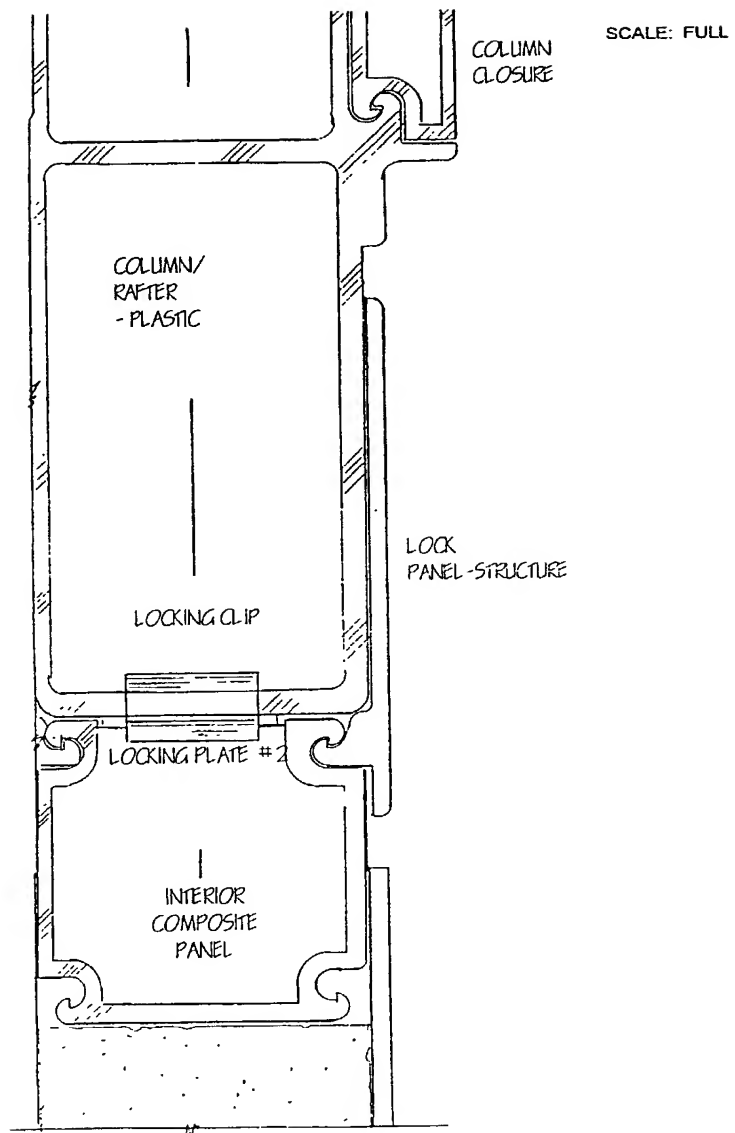 SCALE: FULL
COLUMN
CLOSURE
COLUMN/
RAFTER
- PLASTIC
LOCK
PANEL-STRUCTURE
LOCKING CLIP
LOCKING PLATE #2
INTERIOR
COMPOSITE
PANEL